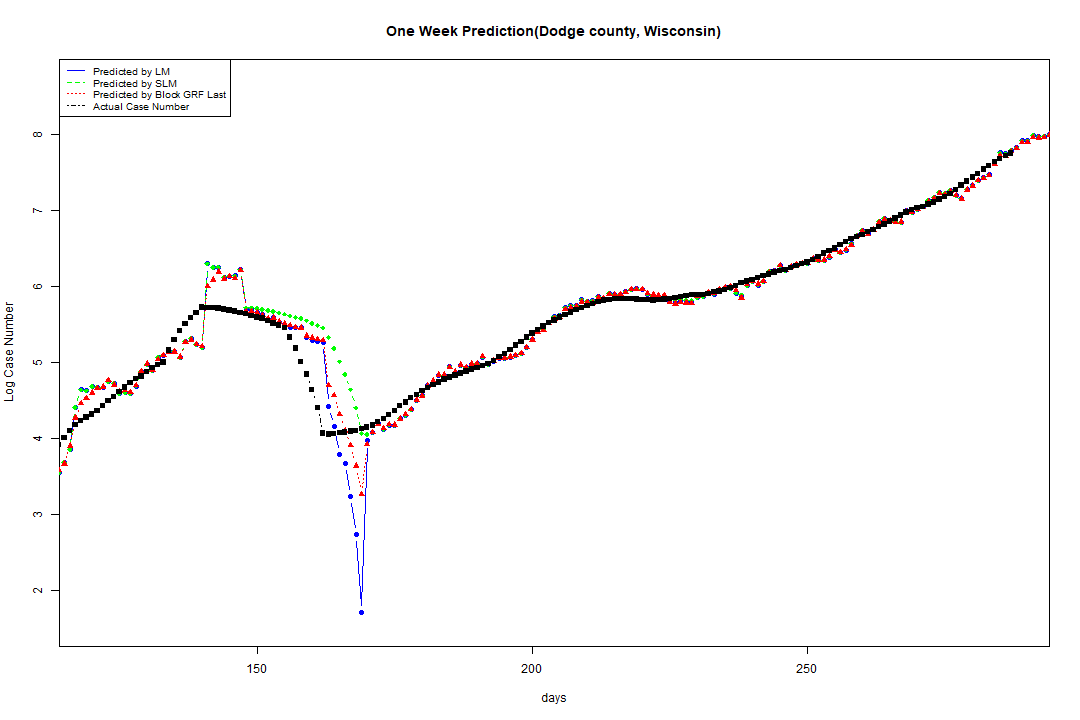 One Week Prediction(Dodge county, Wisconsin)
Predicted by LM
Predicted by SLM
Predicted by Block GRF Last
Actual Case Number
8
7
6
5
4
3
2
Log Case Number
150
200
250
days